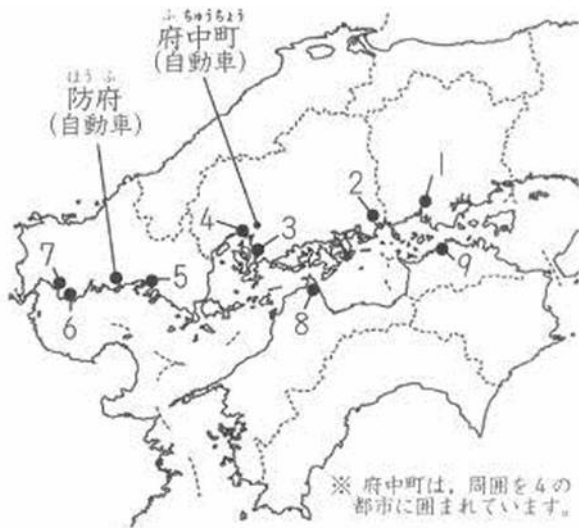 ふ ちゅうちょう
府中町
(自動車)
ほう ふ
防府
(自動車)
1
2
4
3
7
5
9
6
8
※ 府中町は，周囲を4の
都市に囲まれています。